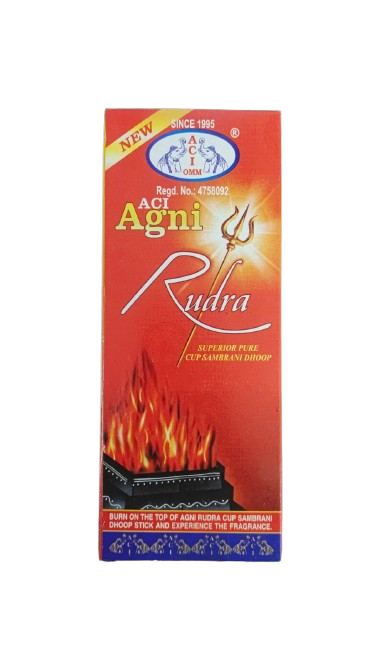 NEW
SINCE 1995
®
A
C
I
OMM
Regd. No.: 4758092
ACI
Agni
Rudra
SUPERIOR PURE
CUP SAMBRANI DHOOP
BURN ON THE TOP OF AGNI RUDRA CUP SAMBRANI
DHOOP STICK AND EXPERIENCE THE FRAGRANCE.